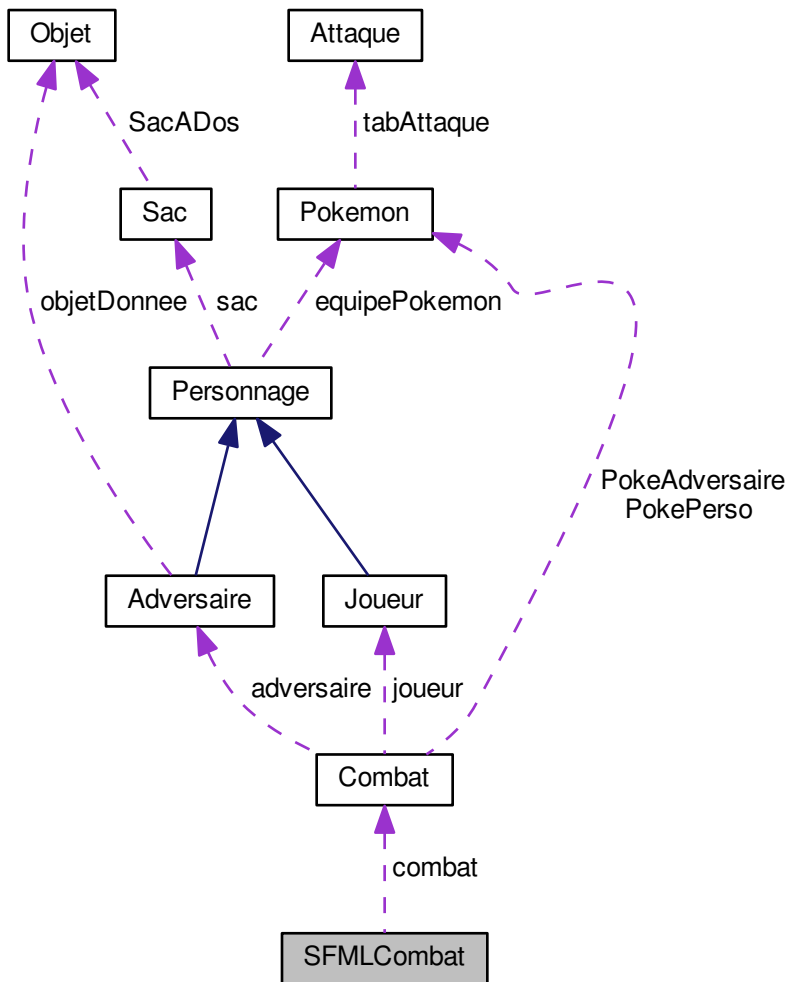 Objet
Attaque
SacADos
tabAttaque
Sac
Pokemon
objetDonnee
sac
equipePokemon
Personnage
PokeAdversaire
PokePerso
Adversaire
Joueur
adversaire
joueur
Combat
combat
SFMLCombat